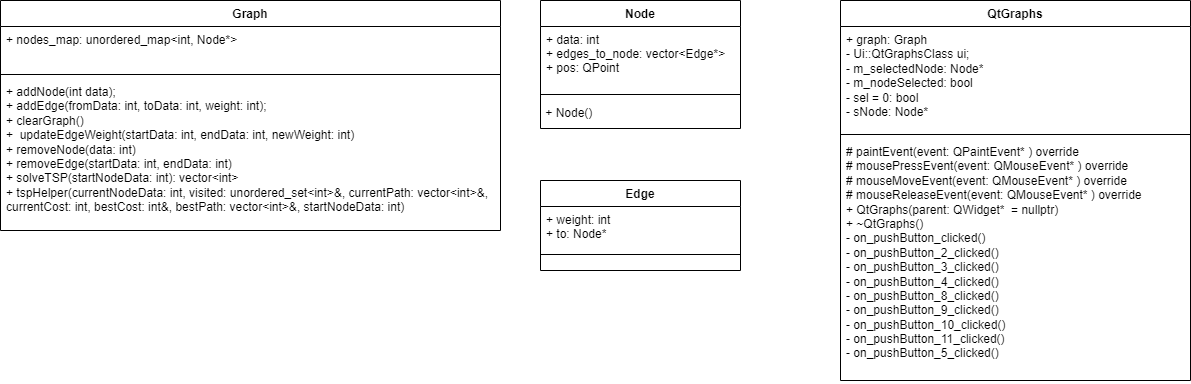 Graph
+ nodes_map: unordered_map<int, Node*>
+ addNode(int data);
+ addEdge(fromData: int, toData: int, weight: int);
+ clearGraph()
+  updateEdgeWeight(startData: int, endData: int, newWeight: int)
+ removeNode(data: int)
+ removeEdge(startData: int, endData: int)
+ solveTSP(startNodeData: int): vector<int>
+ tspHelper(currentNodeData: int, visited: unordered_set<int>&, currentPath: vector<int>&,
currentCost: int, bestCost: int&, bestPath: vector<int>&, startNodeData: int)
Node
+ data: int
+ edges_to_node: vector<Edge*>
+ pos: QPoint
+ Node()
Edge
+ weight: int
+ to: Node*
QtGraphs
+ graph: Graph
- Ui::QtGraphsClass ui;
- m_selectedNode: Node*
- m_nodeSelected: bool
- sel = 0: bool
- sNode: Node*
# paintEvent(event: QPaintEvent* ) override
# mousePressEvent(event: QMouseEvent* ) override
# mouseMoveEvent(event: QMouseEvent* ) override
# mouseReleaseEvent(event: QMouseEvent* ) override
+ QtGraphs(parent: QWidget*  = nullptr)
+ ~QtGraphs()
- on_pushButton_clicked()
- on_pushButton_2_clicked()
- on_pushButton_3_clicked()
- on_pushButton_4_clicked()
- on_pushButton_8_clicked()
- on_pushButton_9_clicked()
- on_pushButton_10_clicked()
- on_pushButton_11_clicked()
- on_pushButton_5_clicked()